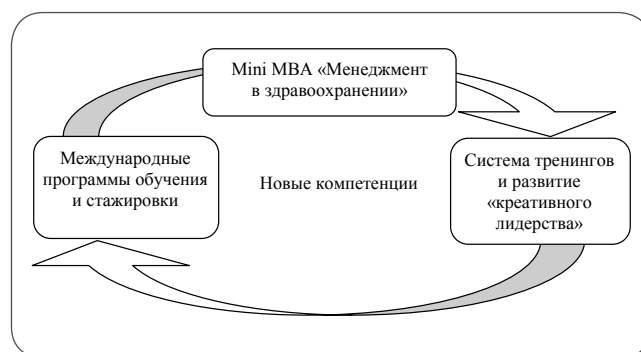 Mini MBA «Менеджмент
в здравоохранении»
Международные
программы обучения
и стажировки
Новые компетенции
Система тренингов
и развитие
«креативного
лидерства»